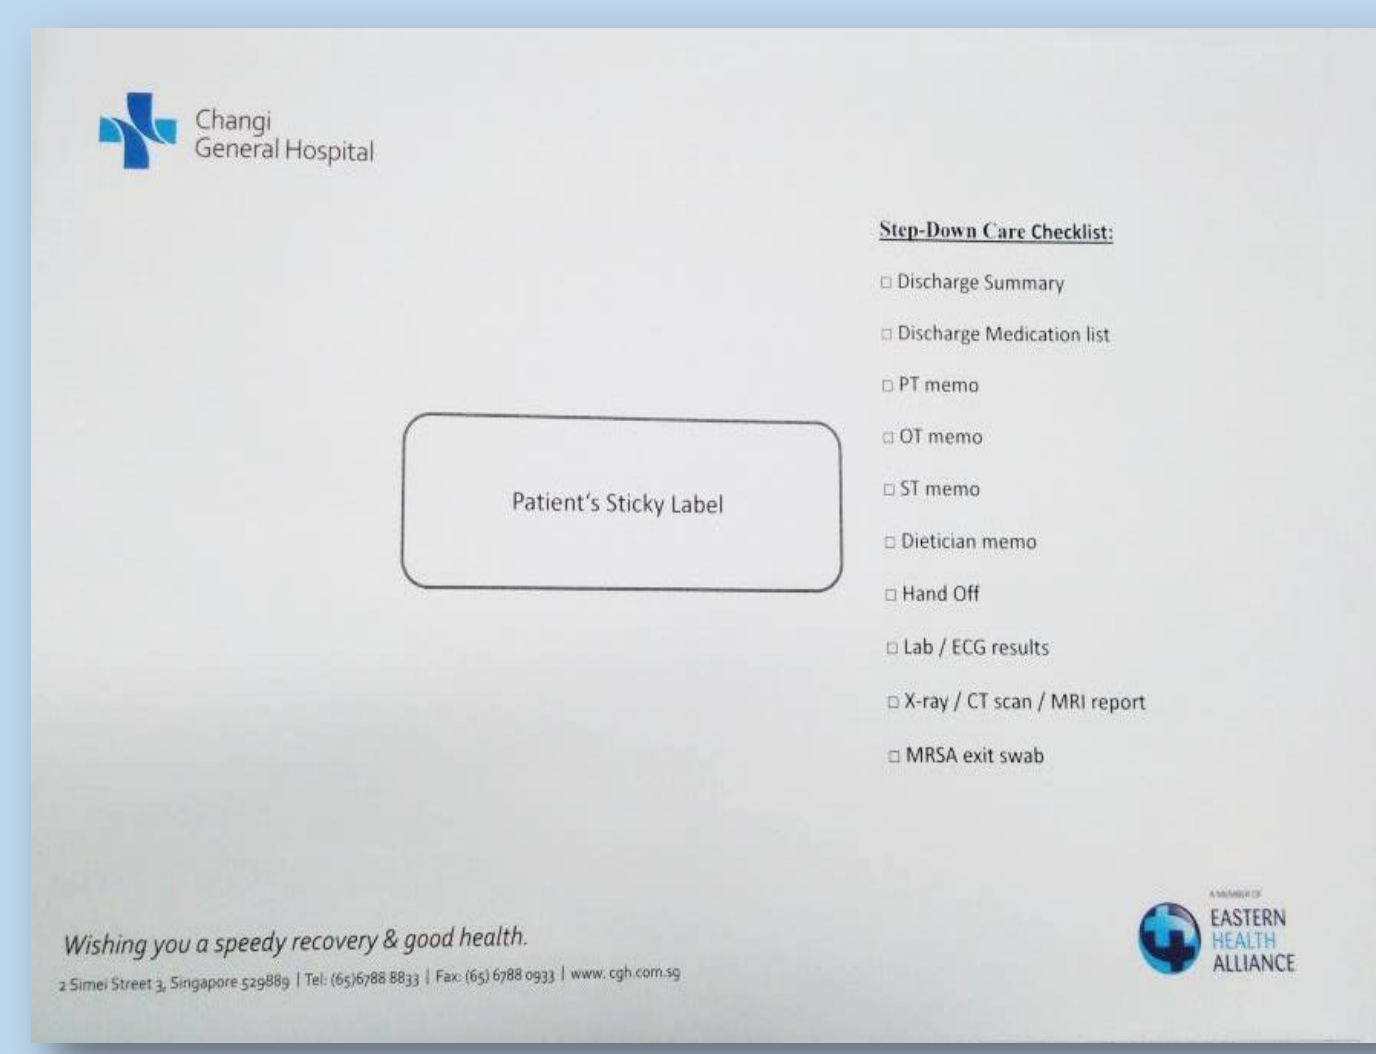 Changi
General Hospital
Step-Down Care Checklist:
□ Discharge Summary
□ Discharge Medication list
□ PT memo
□ OT memo
□ ST memo
□ Dietician memo
□ Hand Off
□ Lab / ECG results
□ X-ray / CT scan / MRI report
□ MRSA exit swab
Patient's Sticky Label
Wishing you a speedy recovery & good health.
2 Simei Street 3, Singapore 529889 | Tel: (65)6788 8833 | Fax: (65) 6788 0933 | www. cgh.com.sg
A MEMBER OF
EASTERN
HEALTH
ALLIANCE